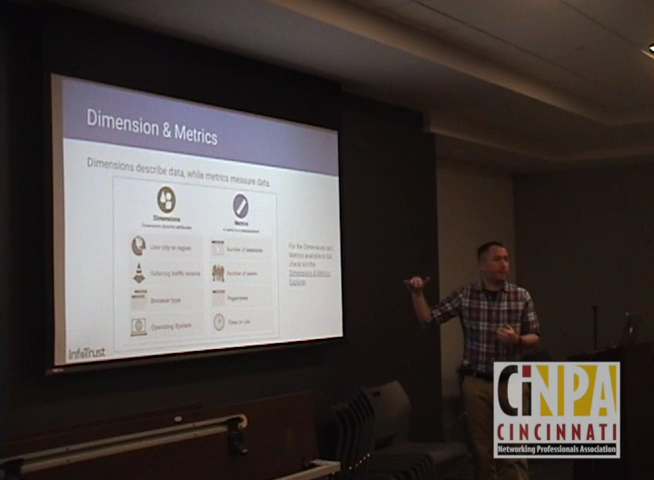 Dimension & Metrics
Dimensions describe data, while metrics measure data.
Dimensions
Metrics
User city or region
Number of sessions
Referring traffic source
Number of users
Browser type
Pageviews
Operating System
Time on site
For the Dimensions and
Metrics available in GA,
check out the
Dimensions & Metrics
Explorer
InfoTrust
CiNPA
CINCINNATI
Networking Professionals Association